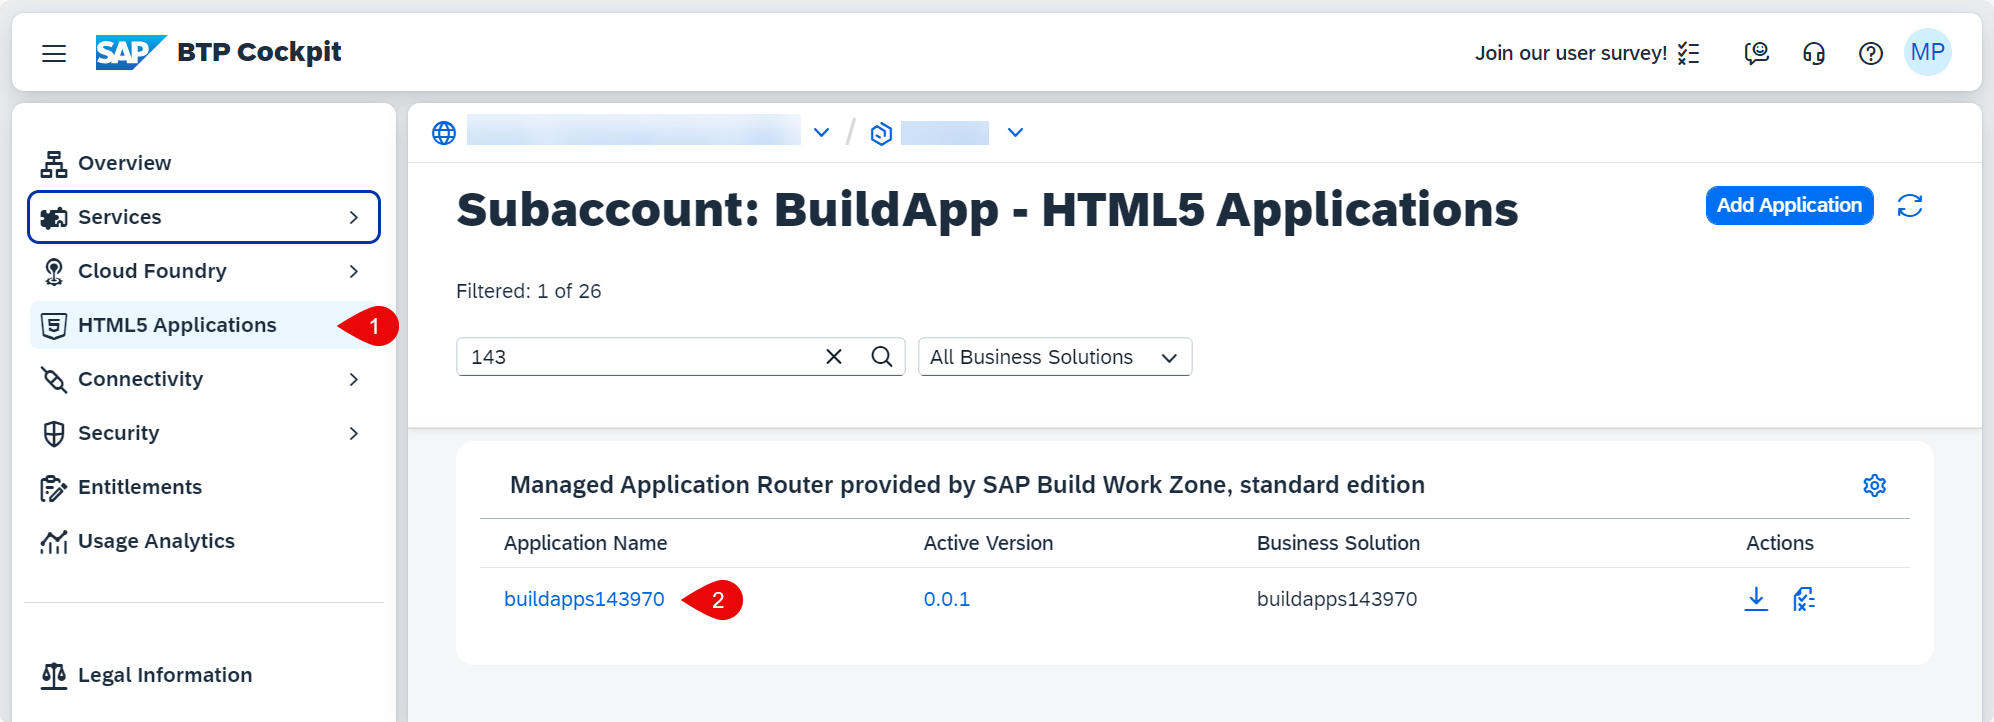 SAP BTP Cockpit
Join our user survey!
MP
Overview
Services
Cloud Foundry
HTML5 Applications
1
Connectivity
Security
Entitlements
Usage Analytics
Legal Information
Subaccount: BuildApp - HTML5 Applications
Add Application
Filtered: 1 of 26
143
All Business Solutions
Managed Application Router provided by SAP Build Work Zone, standard edition
Application Name Active Version Business Solution Actions
buildapps143970 2 0.0.1 buildapps143970